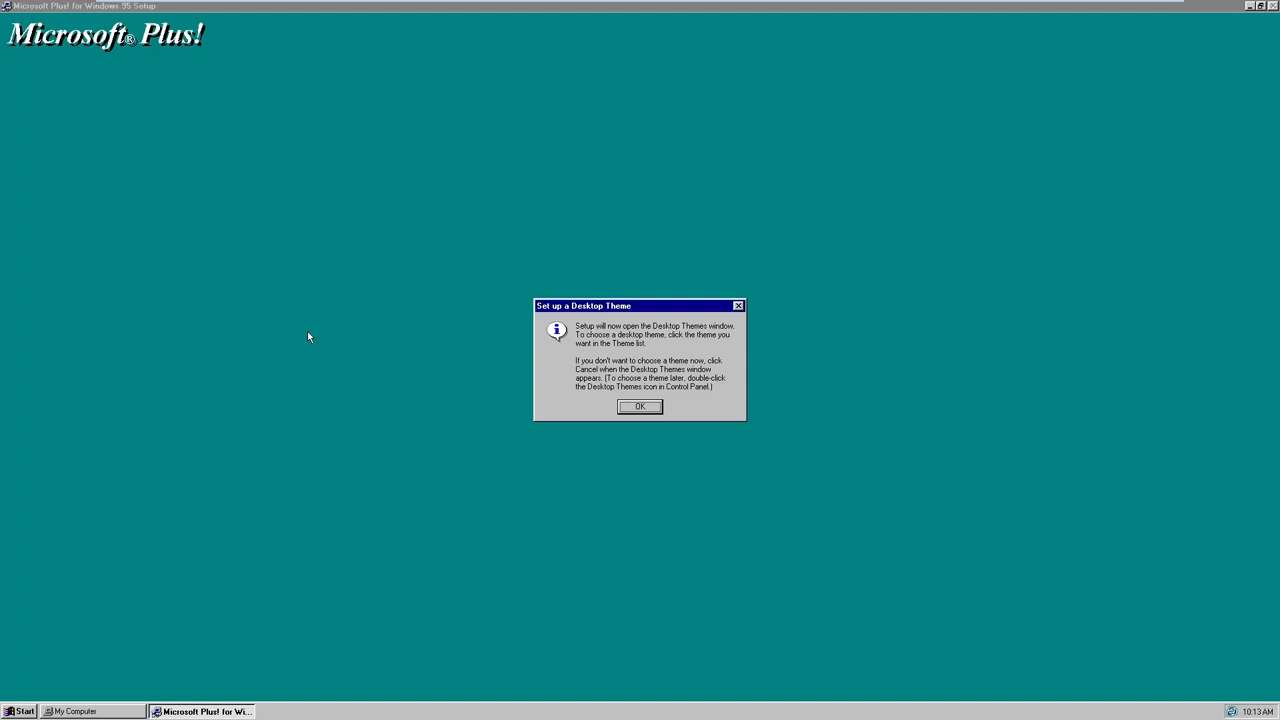 Microsoft Plus! for Windows 95 Setup
Microsoft® Plus!
Set up a Desktop Theme
Setup will now open the Desktop Themes window.
To choose a desktop theme, click the theme you
want in the Theme list.
If you don't want to choose a theme now, click
Cancel when the Desktop Themes window
appears. (To choose a theme later, double-click
the Desktop Themes icon in Control Panel.)
OK
Start
My Computer
Microsoft Plus! for Wi...
10:13 AM